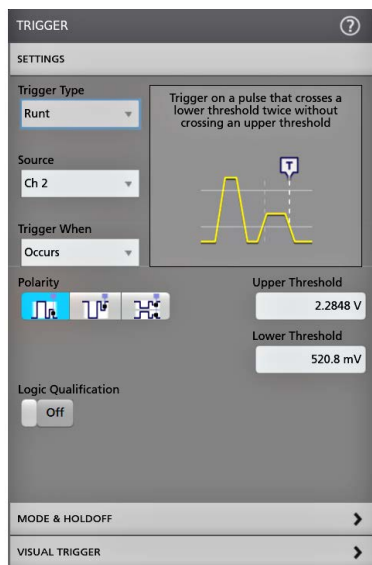 TRIGGER
?
SETTINGS
Trigger Type
Runt
Trigger on a pulse that crosses a
lower threshold twice without
crossing an upper threshold
T
Source
Ch 2
Trigger When
Occurs
Polarity
Upper Threshold
2.2848 V
Lower Threshold
520.8 mV
Logic Qualification
Off
MODE & HOLDOFF
VISUAL TRIGGER